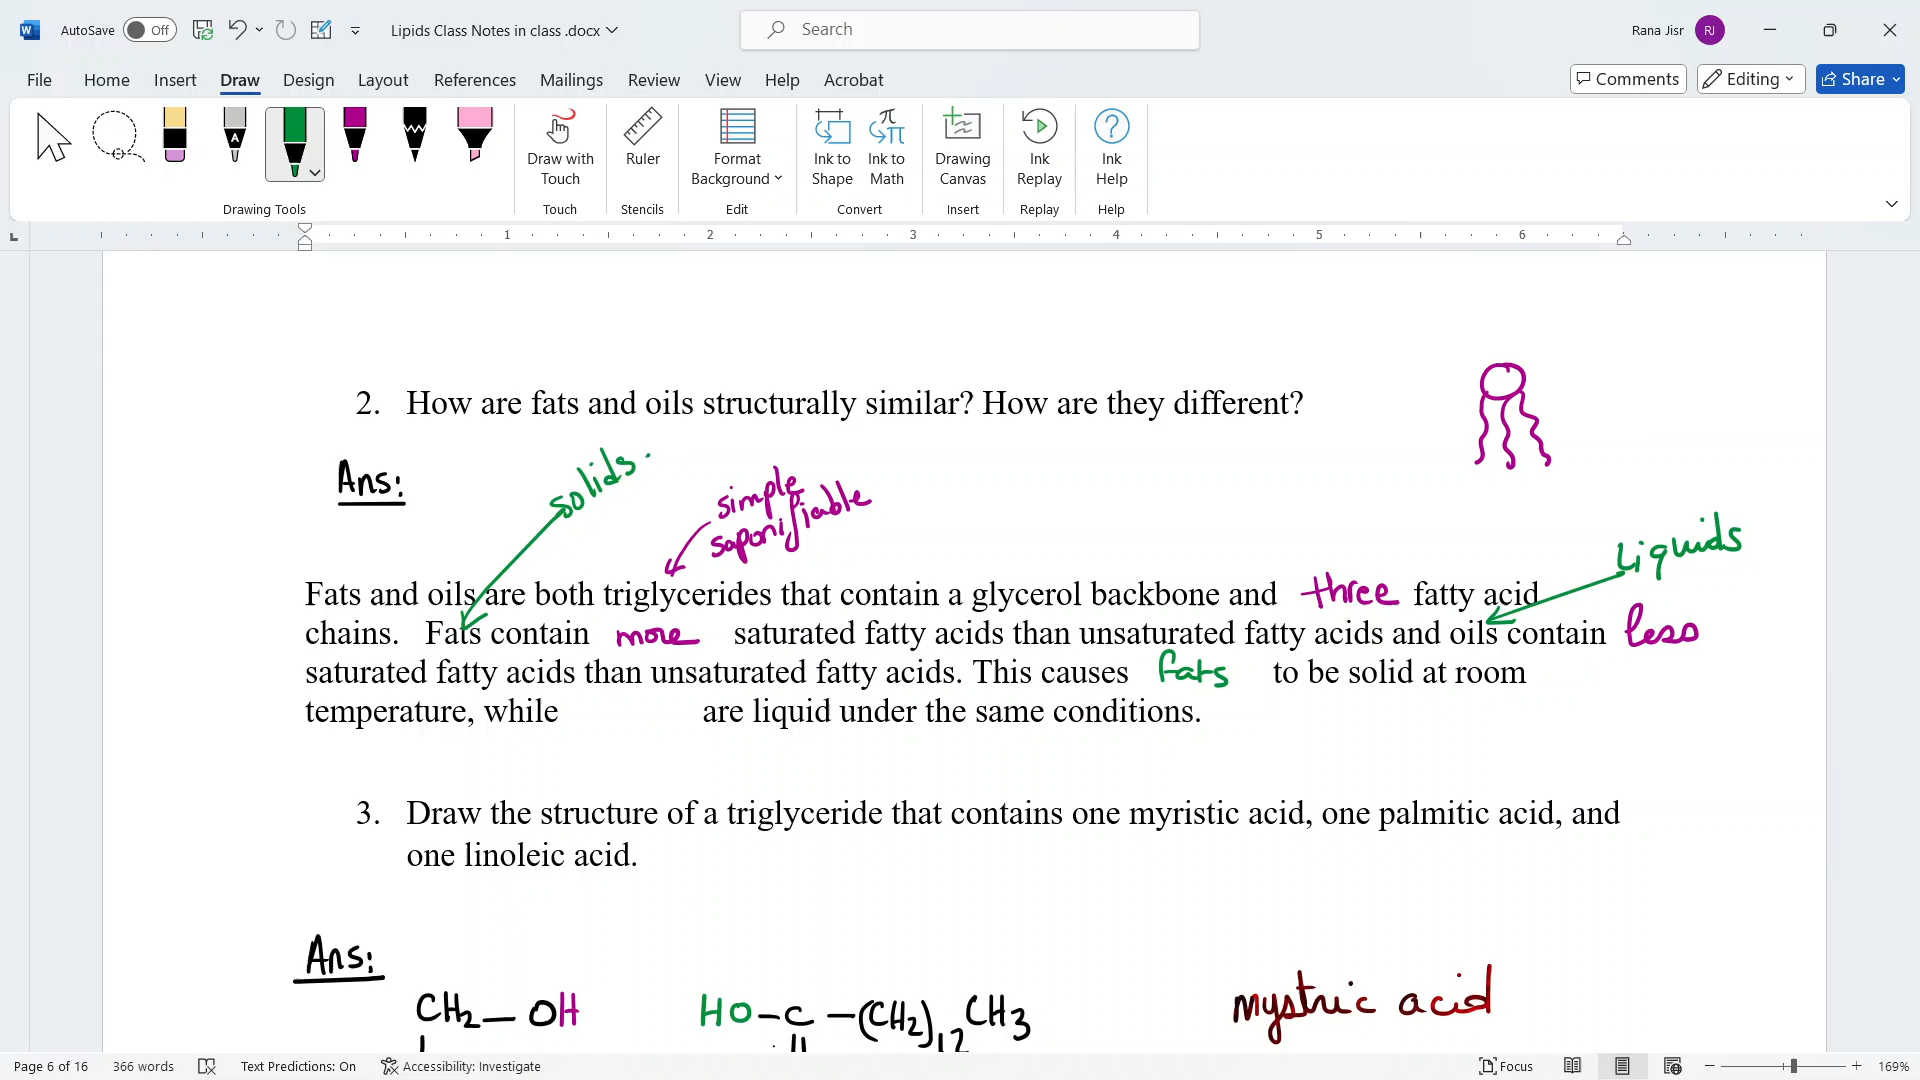 AutoSave Off Lipids Class Notes in class .docx Search Rana Jisr RJ
File Home Insert Draw Design Layout References Mailings Review View Help Acrobat Comments Editing Share
Draw with Touch Ruler Format Background Ink to Shape Ink to Math Drawing Canvas Ink Replay Ink Help
Drawing Tools Touch Stencils Edit Convert Insert Replay Help
1 2 3 4 5 6
2. How are fats and oils structurally similar? How are they different?
Ans:
solids.
simple
saponifiable
Liquids
Fats and oils are both triglycerides that contain a glycerol backbone and three fatty acid
chains. Fats contain more saturated fatty acids than unsaturated fatty acids and oils contain less
saturated fatty acids than unsaturated fatty acids. This causes fats to be solid at room
temperature, while are liquid under the same conditions.
3. Draw the structure of a triglyceride that contains one myristic acid, one palmitic acid, and
one linoleic acid.
Ans:
CH2—OH HO—C—(CH2)12CH3 mystric acid
Page 6 of 16 366 words Text Predictions: On Accessibility: Investigate Focus 169%